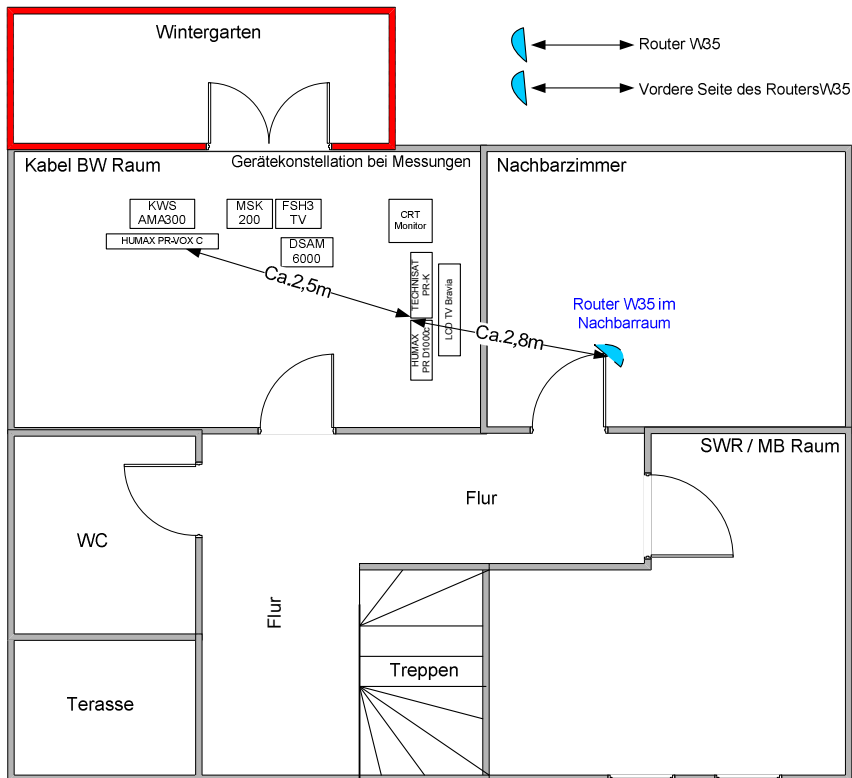 Wintergarten
Router W35
Vordere Seite des RoutersW35
Kabel BW Raum
Gerätekonstellation bei Messungen
Nachbarzimmer
KWS
AMA300
MSK
200
FSH3
TV
CRT
Monitor
HUMAX PR-VOX C
DSAM
6000
TECHNISAT
PR-K
LCD TV Bravia
HUMAX
PR D1000c
Ca.2,5m
Ca.2,8m
Router W35 im
Nachbarraum
SWR / MB Raum
Flur
WC
Flur
Treppen
Terasse